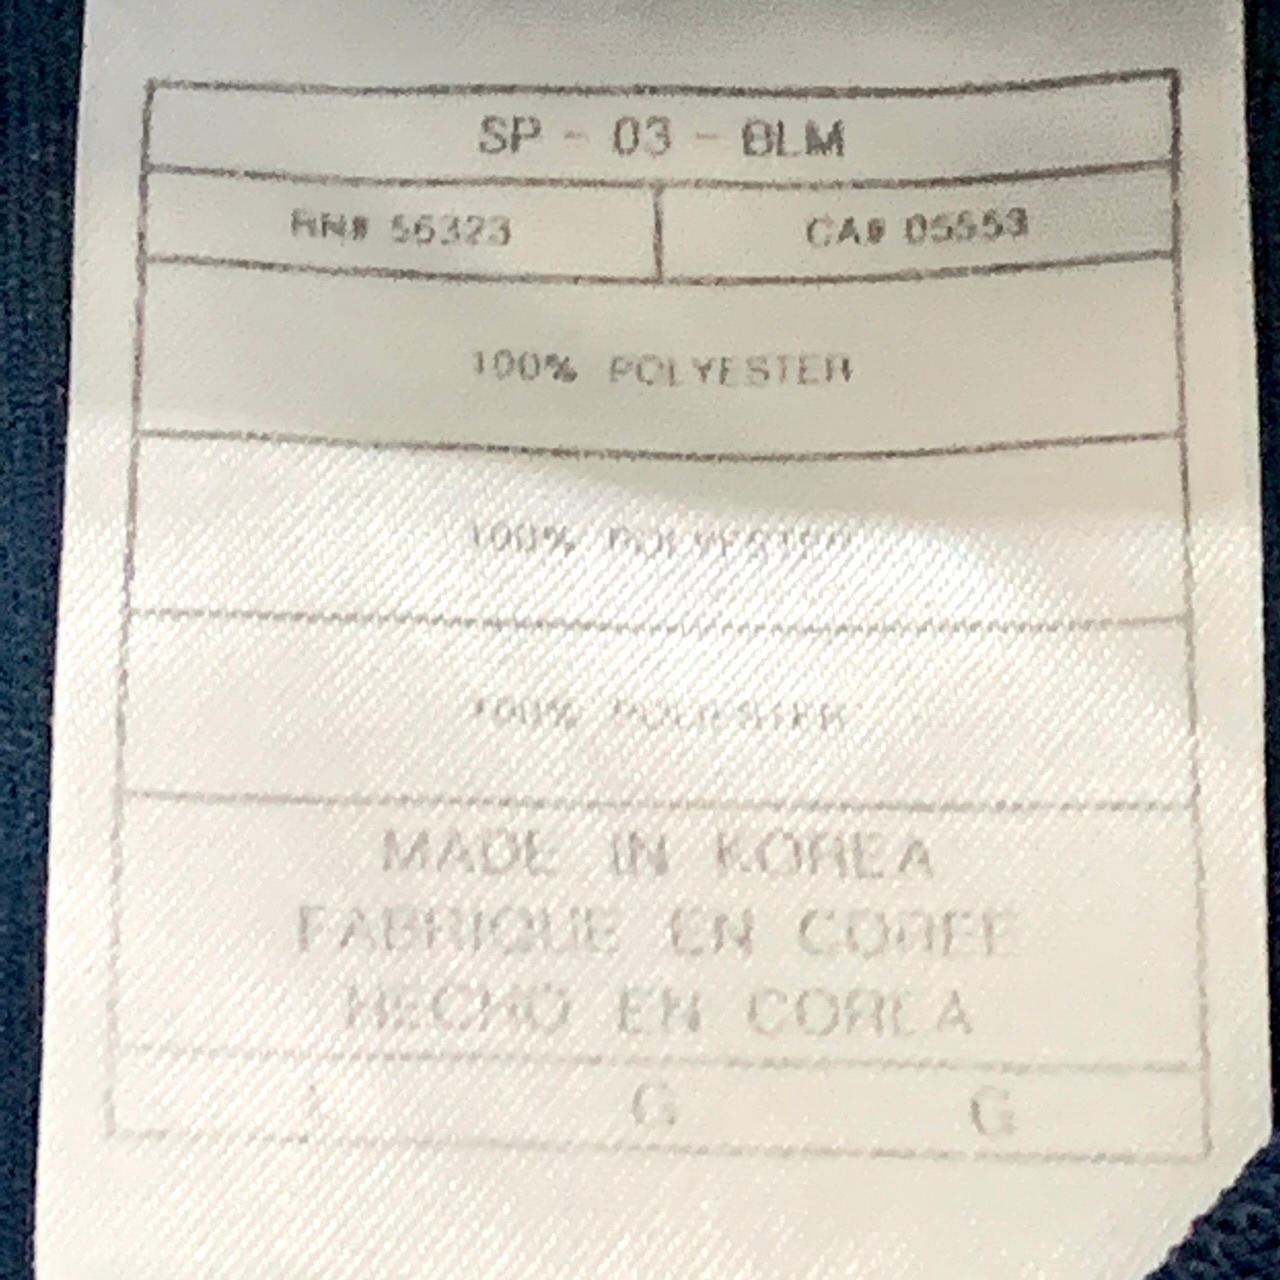 SP - 03 - BLM
RN# 56323 CA# 05553
100% POLYESTER
100% POLYESTER
100% POLYESTER
MADE IN KOREA
FABRIQUE EN COREE
HECHO EN COREA
L G G